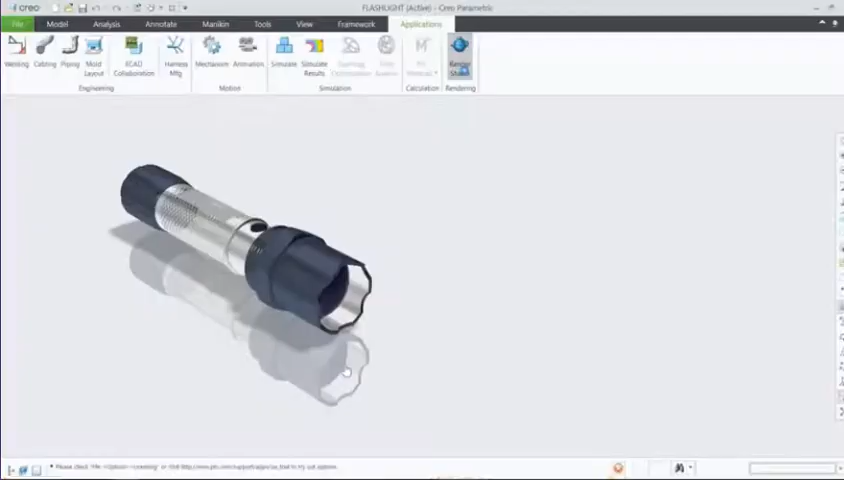 creo
FLASHLIGHT (Active) - Creo Parametric
File Model Analysis Annotate Manikin Tools View Framework Applications
Welding Cabling Piping Mold Layout ECAD Collaboration Harness Mfg Mechanism Animation Simulate Simulate Results Render
Engineering Motion Simulation Calculation Rendering